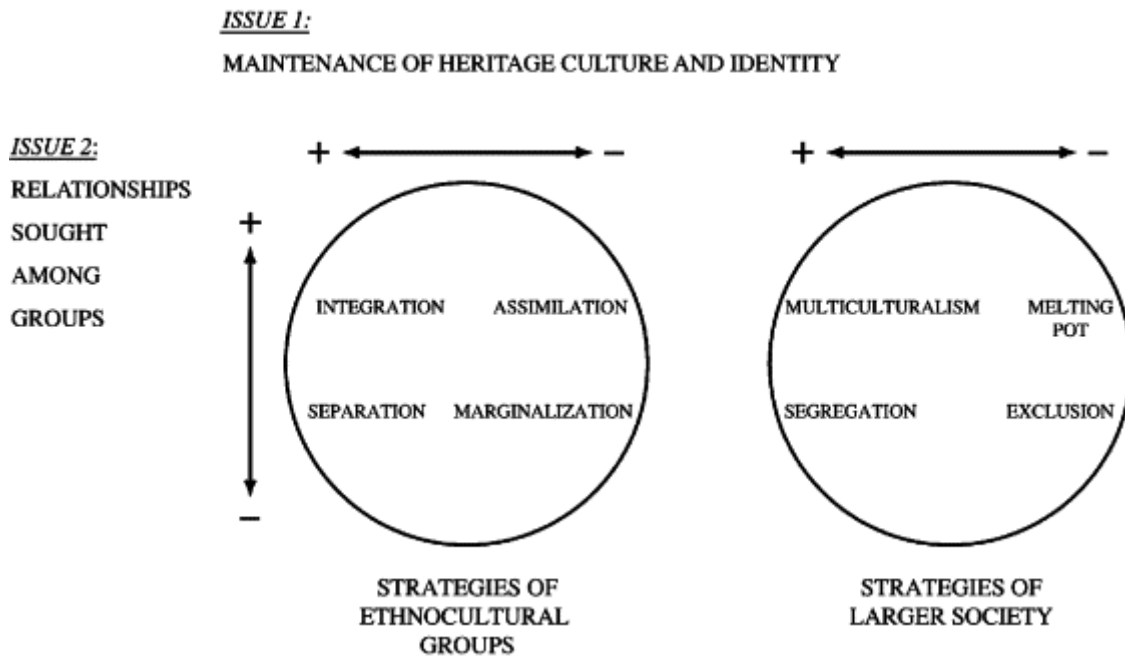 ISSUE 1:
MAINTENANCE OF HERITAGE CULTURE AND IDENTITY
ISSUE 2:
RELATIONSHIPS
SOUGHT
AMONG
GROUPS
+ −
+ −
+
−
INTEGRATION ASSIMILATION
SEPARATION MARGINALIZATION
MULTICULTURALISM MELTING
POT
SEGREGATION EXCLUSION
STRATEGIES OF
ETHNOCULTURAL
GROUPS
STRATEGIES OF
LARGER SOCIETY